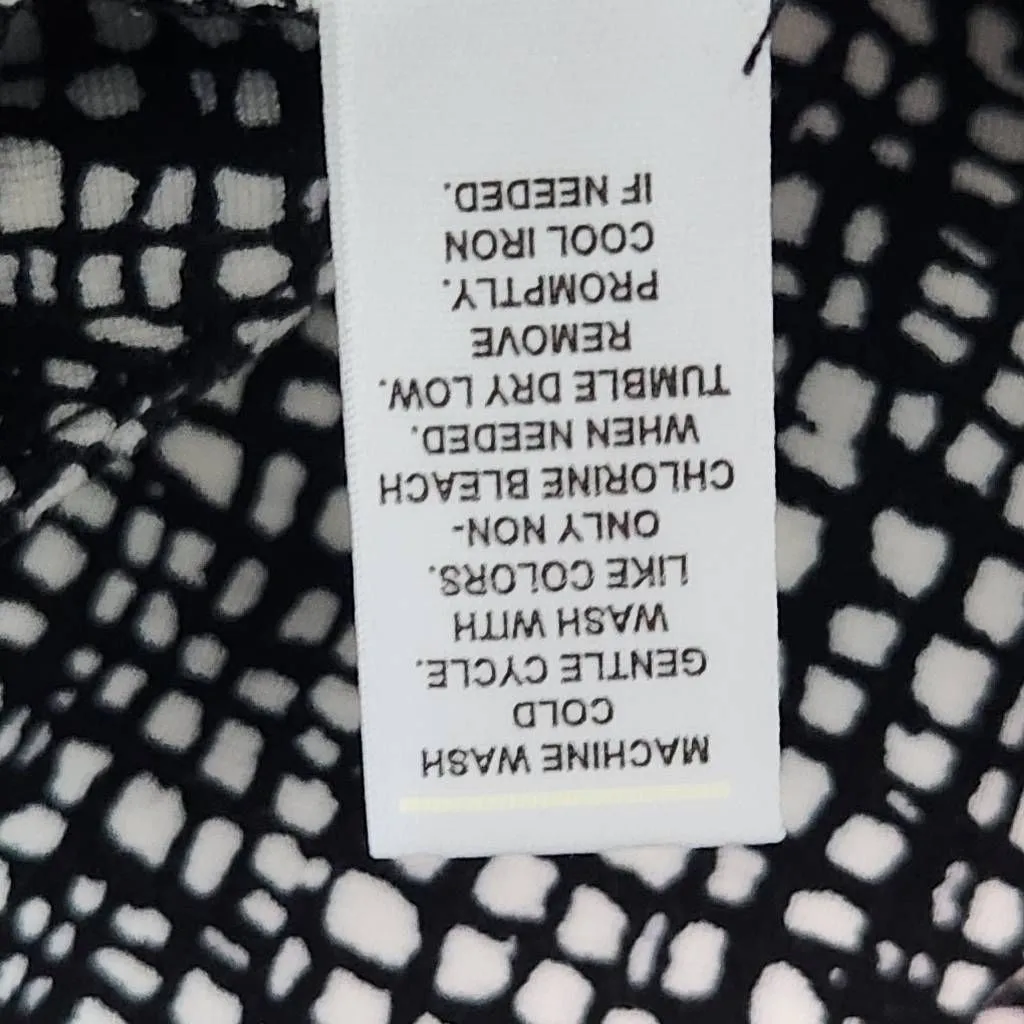 MACHINE WASH
COLD
GENTLE CYCLE.
WASH WITH
LIKE COLORS.
ONLY NON-
CHLORINE BLEACH
WHEN NEEDED.
TUMBLE DRY LOW.
REMOVE
PROMPTLY.
COOL IRON
IF NEEDED.